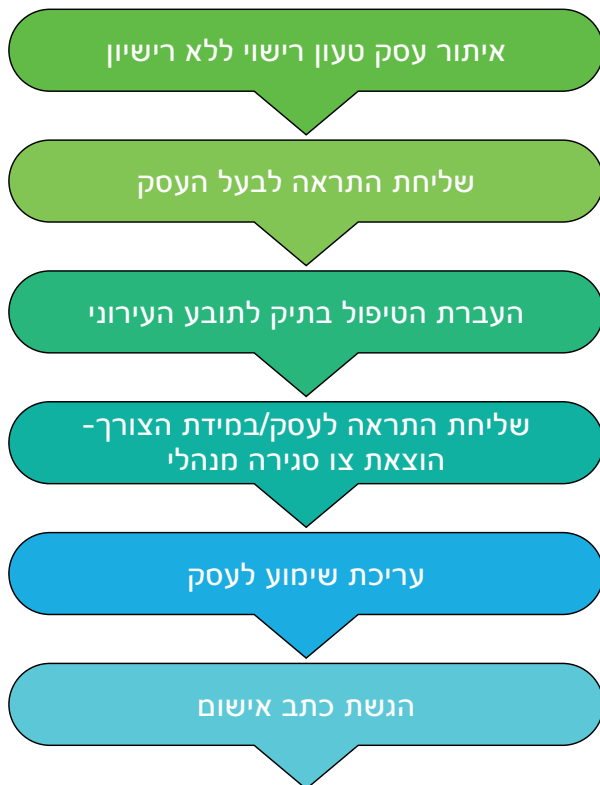 איתור עסק טעון רישוי ללא רישיון
שליחת התראה לבעל העסק
העברת הטיפול בתיק לתובע העירוני
שליחת התראה לעסק/במידת הצורך-
הוצאת צו סגירה מנהלי
עריכת שימוע לעסק
הגשת כתב אישום